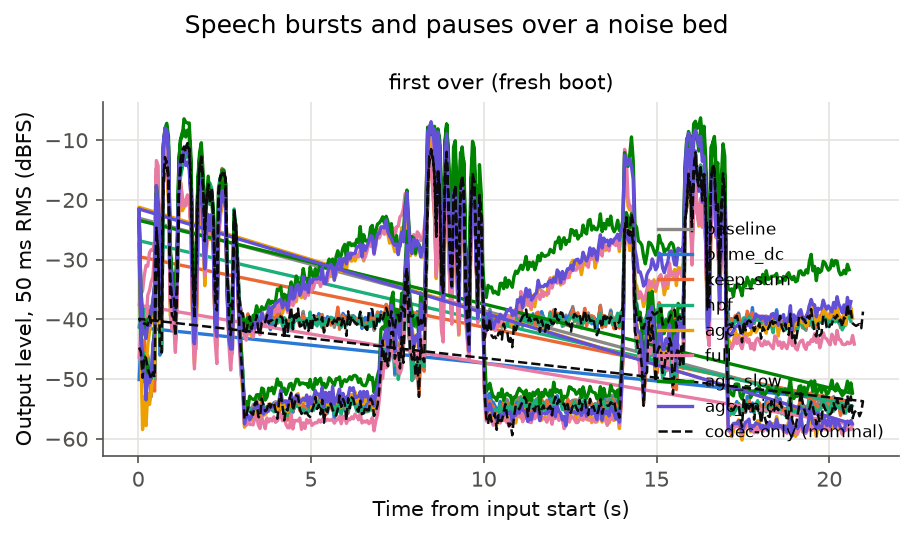 Speech bursts and pauses over a noise bed
first over (fresh boot)
Output level, 50 ms RMS (dBFS)
−10
−20
−30
−40
−50
−60
0
5
10
15
20
Time from input start (s)
baseline
prime_dc
keep_sum
hpf
agc
full
agc_slow
codec-only (nominal)